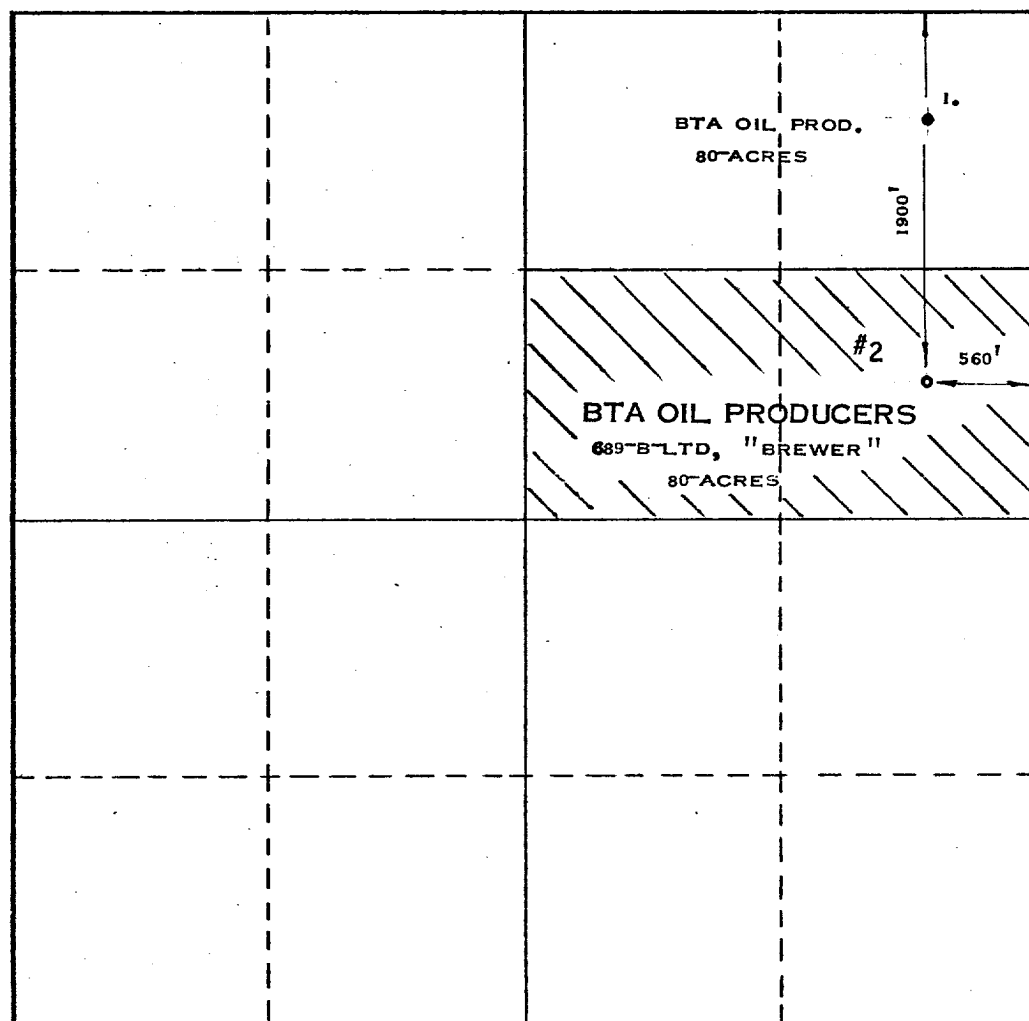 1.
BTA OIL PROD.
80-ACRES
1900'
#2
560'
BTA OIL PRODUCERS
689-B-LTD, "BREWER"
80-ACRES